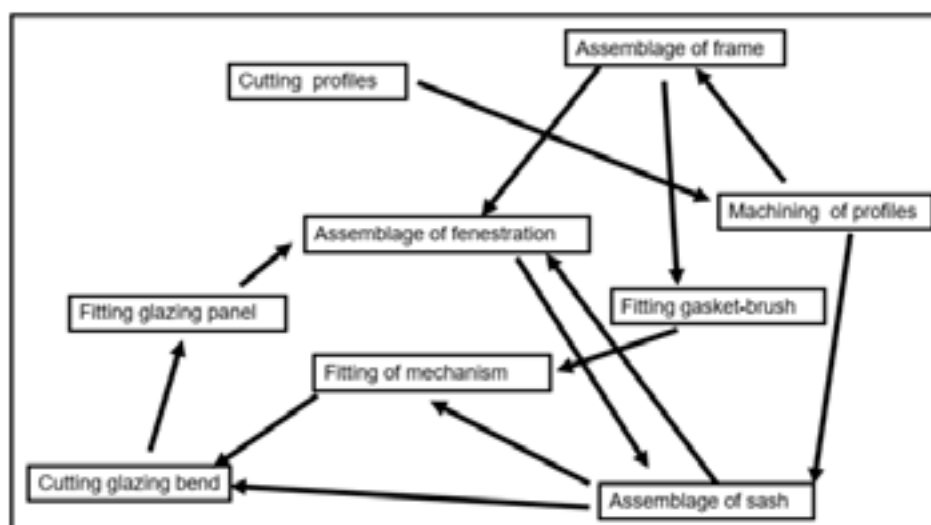 Assemblage of frame
Cutting profiles
Machining of profiles
Assemblage of fenestration
Fitting glazing panel
Fitting gasket-brush
Fitting of mechanism
Cutting glazing bend
Assemblage of sash